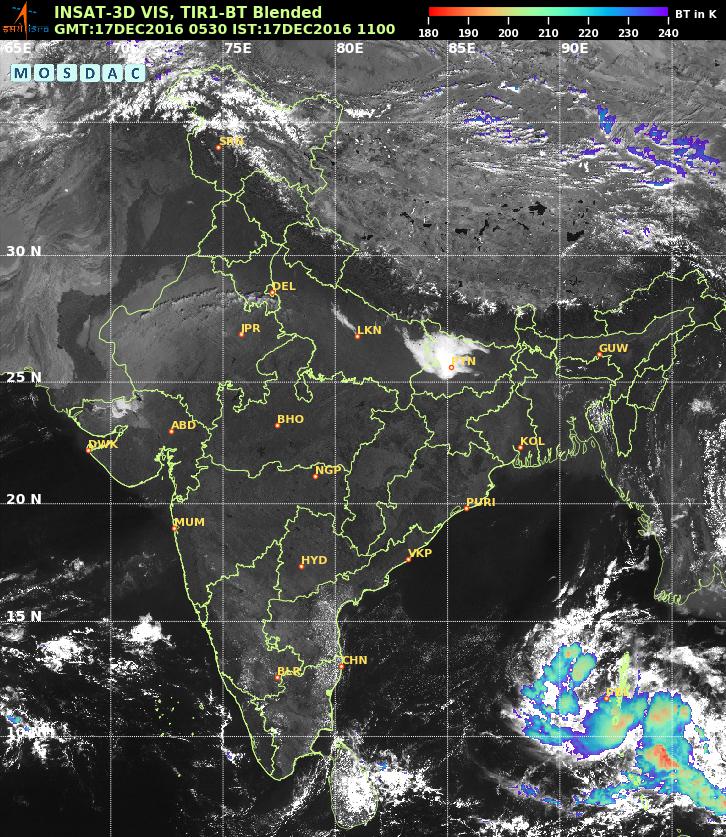 INSAT-3D VIS, TIR1-BT Blended
GMT:17DEC2016 0530 IST:17DEC2016 1100
BT in K
180 190 200 210 220 230 240
65E 70E 75E 80E 85E 90E
MOSDAC
SRN
30 N
DEL
JPR
LKN
GUW
PTN
25 N
ABD
BHO
DWK
KOL
NGP
20 N
PURI
MUM
VKP
HYD
15 N
CHN
BLR
PBL
10 N